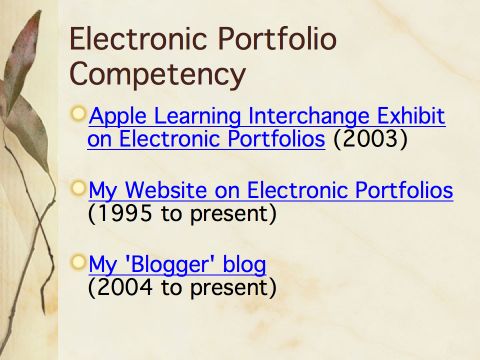 Electronic Portfolio
Competency
Apple Learning Interchange Exhibit
on Electronic Portfolios (2003)
My Website on Electronic Portfolios
(1995 to present)
My 'Blogger' blog
(2004 to present)